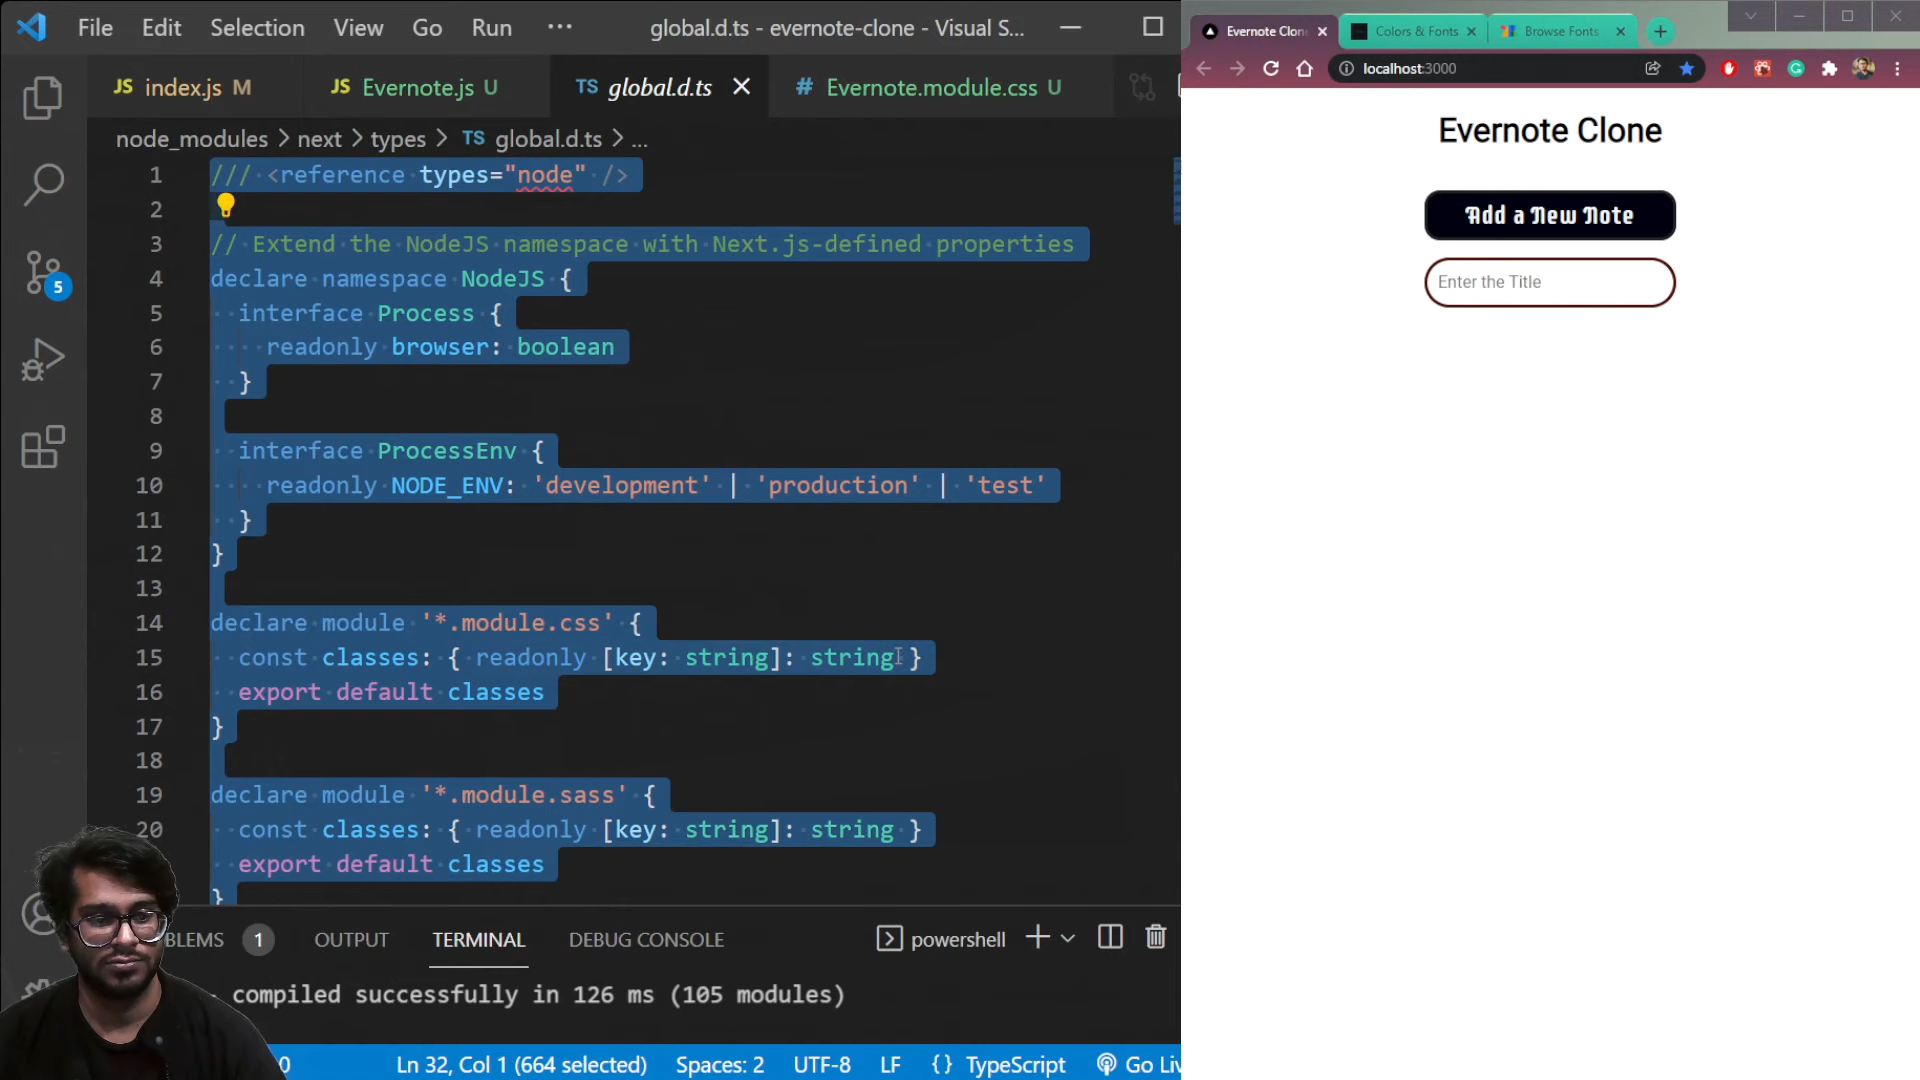 File Edit Selection View Go Run ··· global.d.ts - evernote-clone - Visual S...
JS index.js M JS Evernote.js U TS global.d.ts # Evernote.module.css U
node_modules > next > types > TS global.d.ts > ...
1 /// <reference types="node" />
2
3 // Extend the NodeJS namespace with Next.js-defined properties
4 declare namespace NodeJS {
5 interface Process {
6 readonly browser: boolean
7 }
8
9 interface ProcessEnv {
10 readonly NODE_ENV: 'development' | 'production' | 'test'
11 }
12 }
13
14 declare module '*.module.css' {
15 const classes: { readonly [key: string]: string }
16 export default classes
17 }
18
19 declare module '*.module.sass' {
20 const classes: { readonly [key: string]: string }
export default classes
}
5
BLEMS 1 OUTPUT TERMINAL DEBUG CONSOLE powershell
compiled successfully in 126 ms (105 modules)
0 Ln 32, Col 1 (664 selected) Spaces: 2 UTF-8 LF {} TypeScript Go Li
Evernote Clon Colors & Fonts Browse Fonts
localhost:3000
Evernote Clone
Add a New Note
Enter the Title